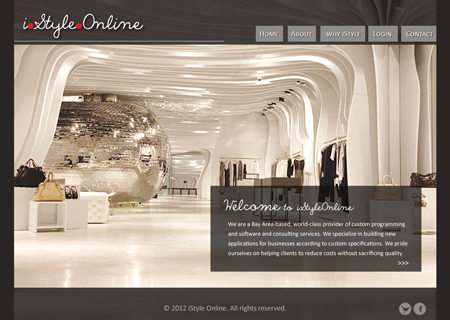 i.Style.Online
Home About why iStyle Login Contact
Welcome to iStyleOnline
We are a Bay Area-based, world-class provider of custom programming
and software and consulting services. We specialize in building new
applications for businesses according to custom specifications. We pride
ourselves on helping clients to reduce costs without sacrificing quality.
>>>
© 2012 iStyle Online. All rights reserved.